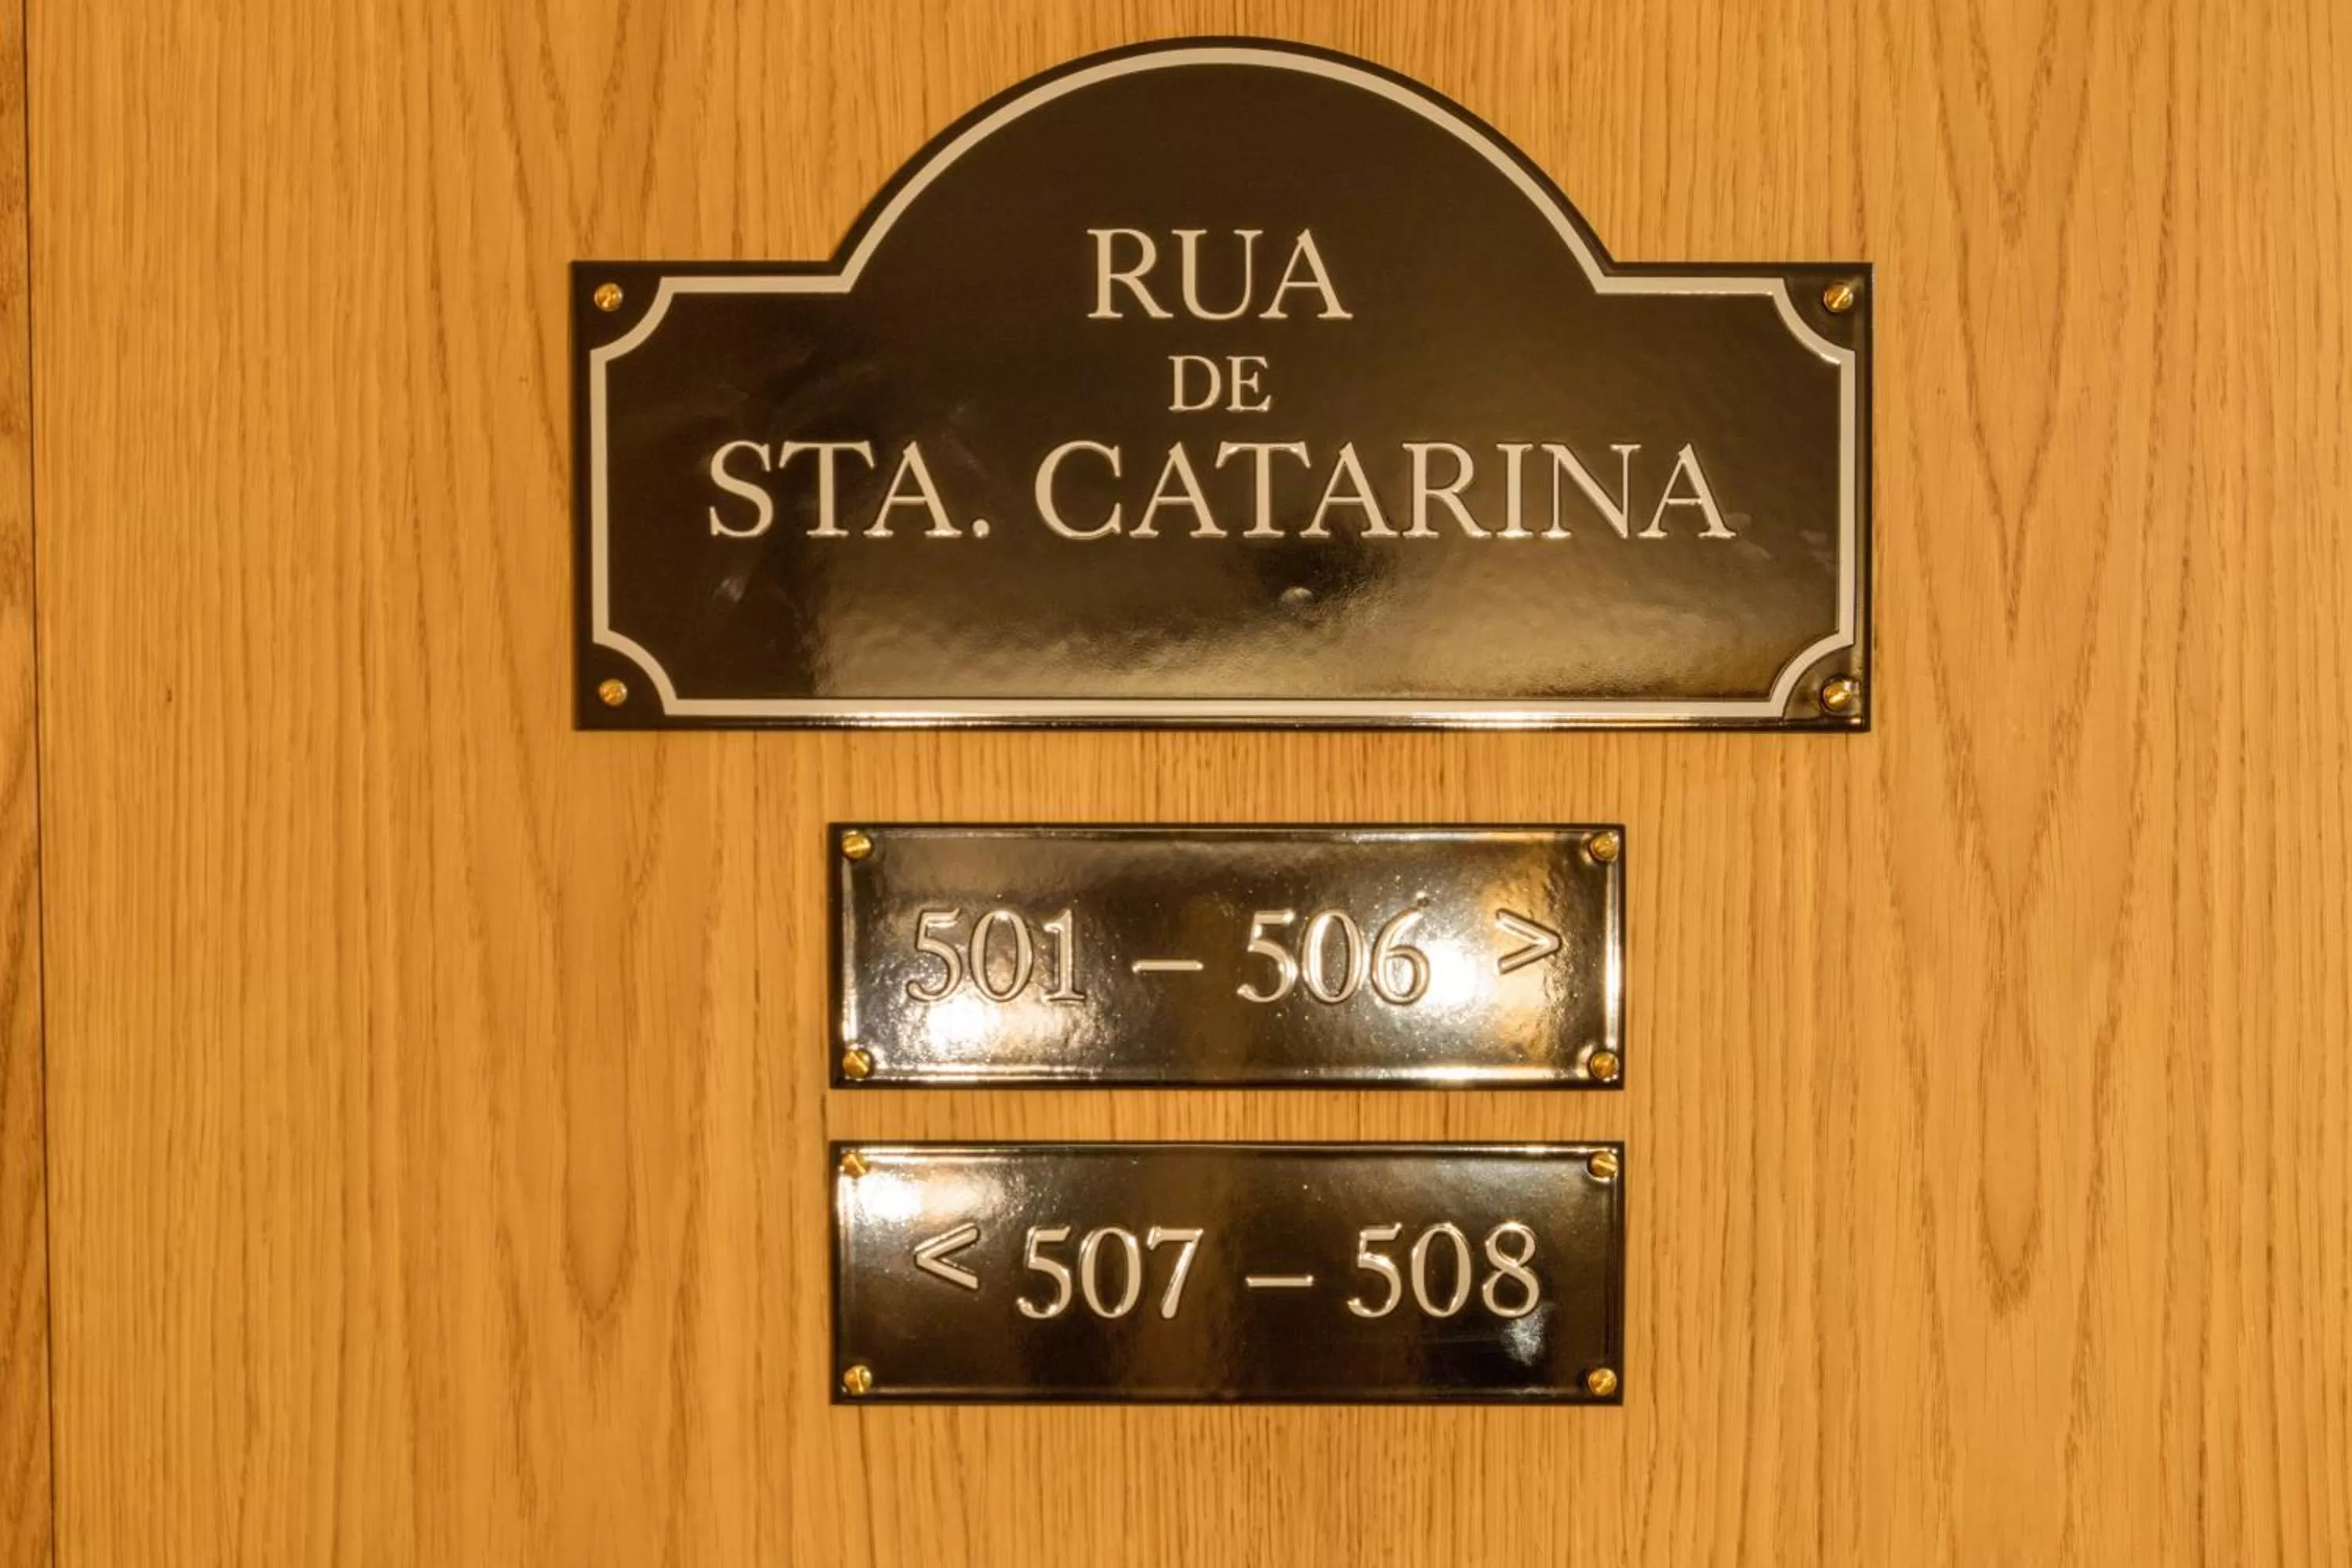 RUA
DE
STA. CATARINA
501 – 506 >
< 507 – 508